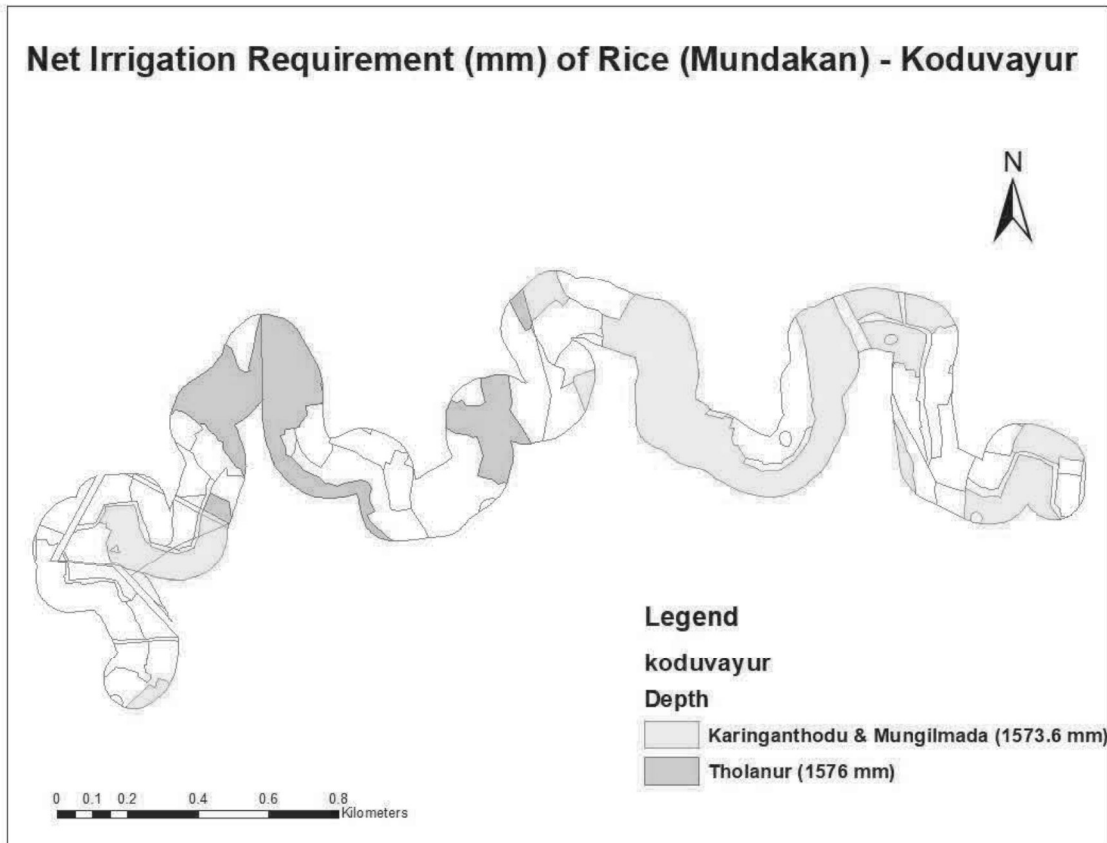 Net Irrigation Requirement (mm) of Rice (Mundakan) - Koduvayur
N
Legend
koduvayur
Depth
Karinganthodu & Mungilmada (1573.6 mm)
Tholanur (1576 mm)
0 0.1 0.2 0.4 0.6 0.8
Kilometers